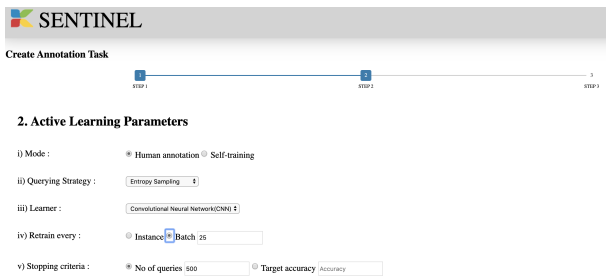 SENTINEL
Create Annotation Task
1 2 3
STEP 1 STEP 2 STEP 3
2. Active Learning Parameters
i) Mode : Human annotation Self-training
ii) Querying Strategy : Entropy Sampling
iii) Learner : Convolutional Neural Network(CNN)
iv) Retrain every : Instance Batch 25
v) Stopping criteria : No of queries 500 Target accuracy Accuracy